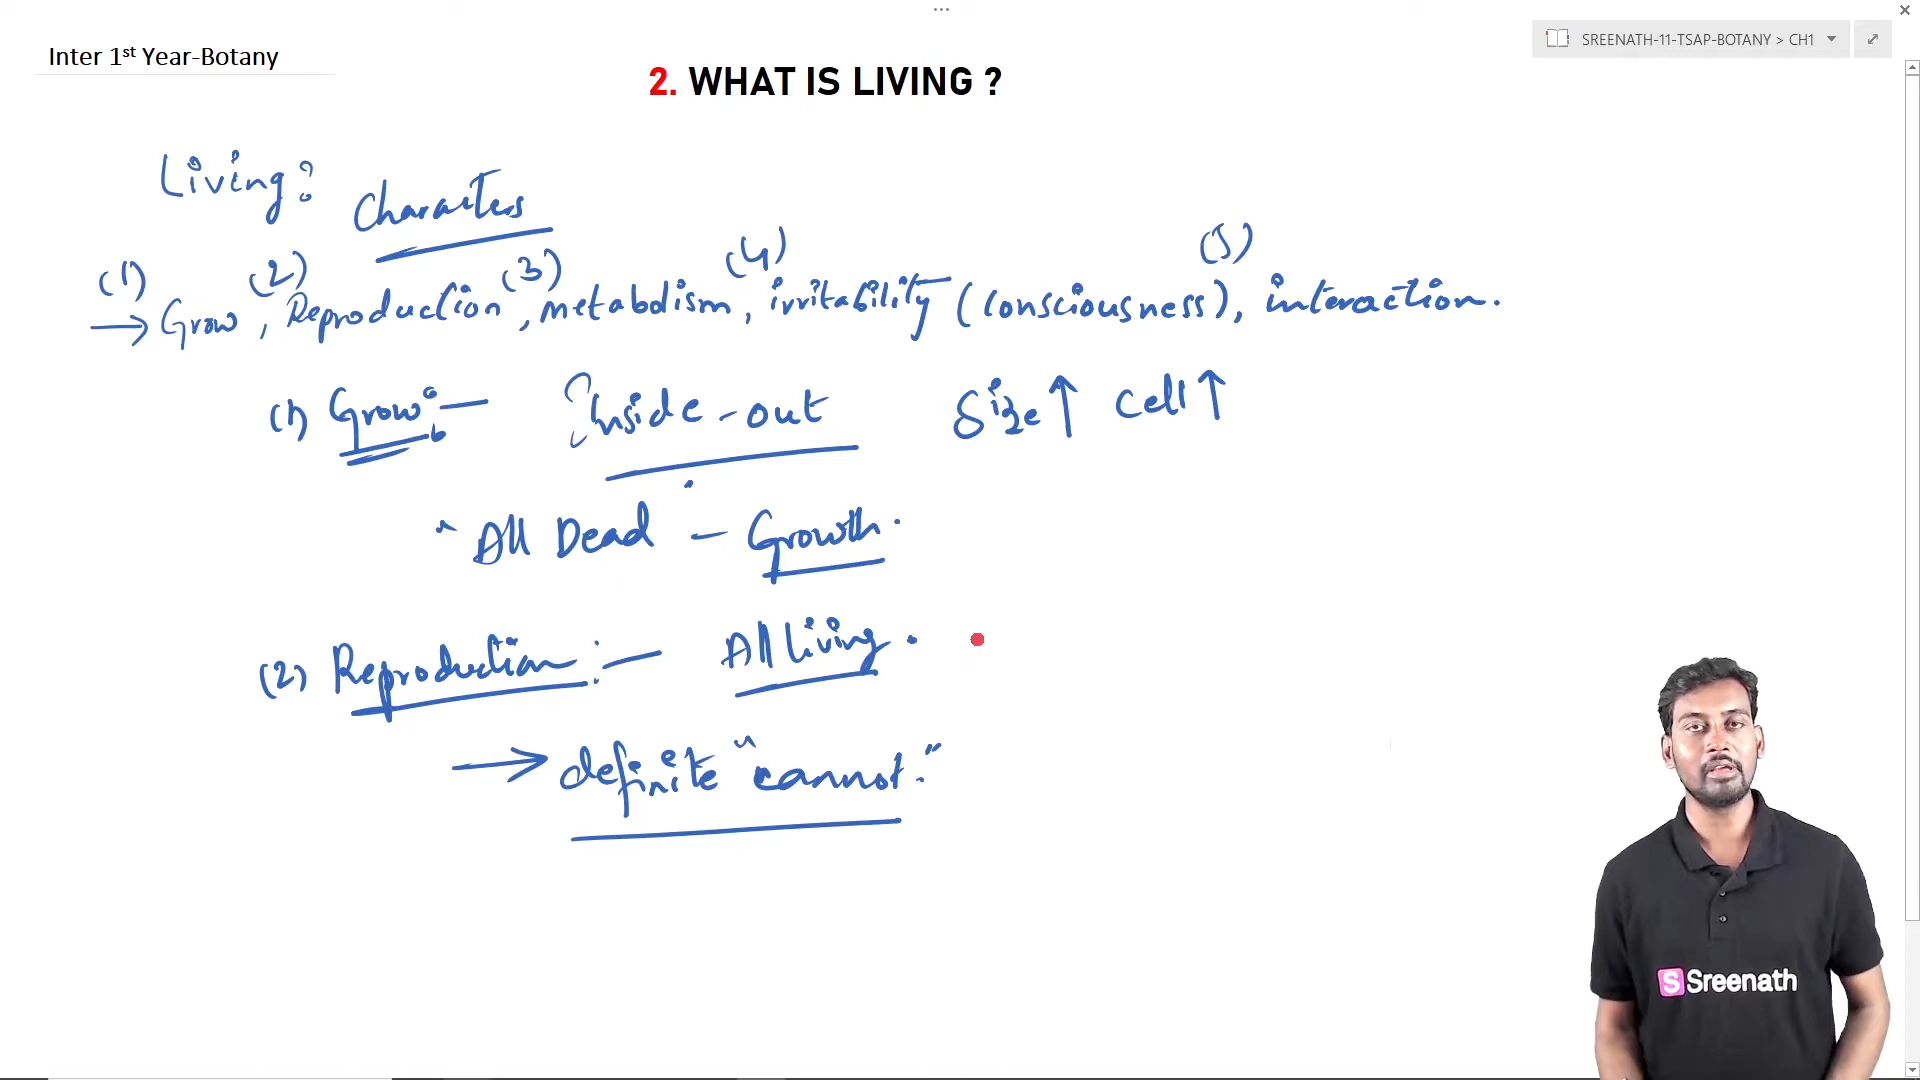 SREENATH-11-TSAP-BOTANY > CH1
Inter 1st Year-Botany
2. WHAT IS LIVING ?
Living?
Characters
(1) (2) (3) (4) (5)
→ Grow, Reproduction, metabolism, irritability (consciousness), interaction.
(1) Grow:- Inside-out Size↑ Cell↑
"All Dead - Growth.
(2) Reproduction:- All living.
→ definite "cannot."
S Sreenath